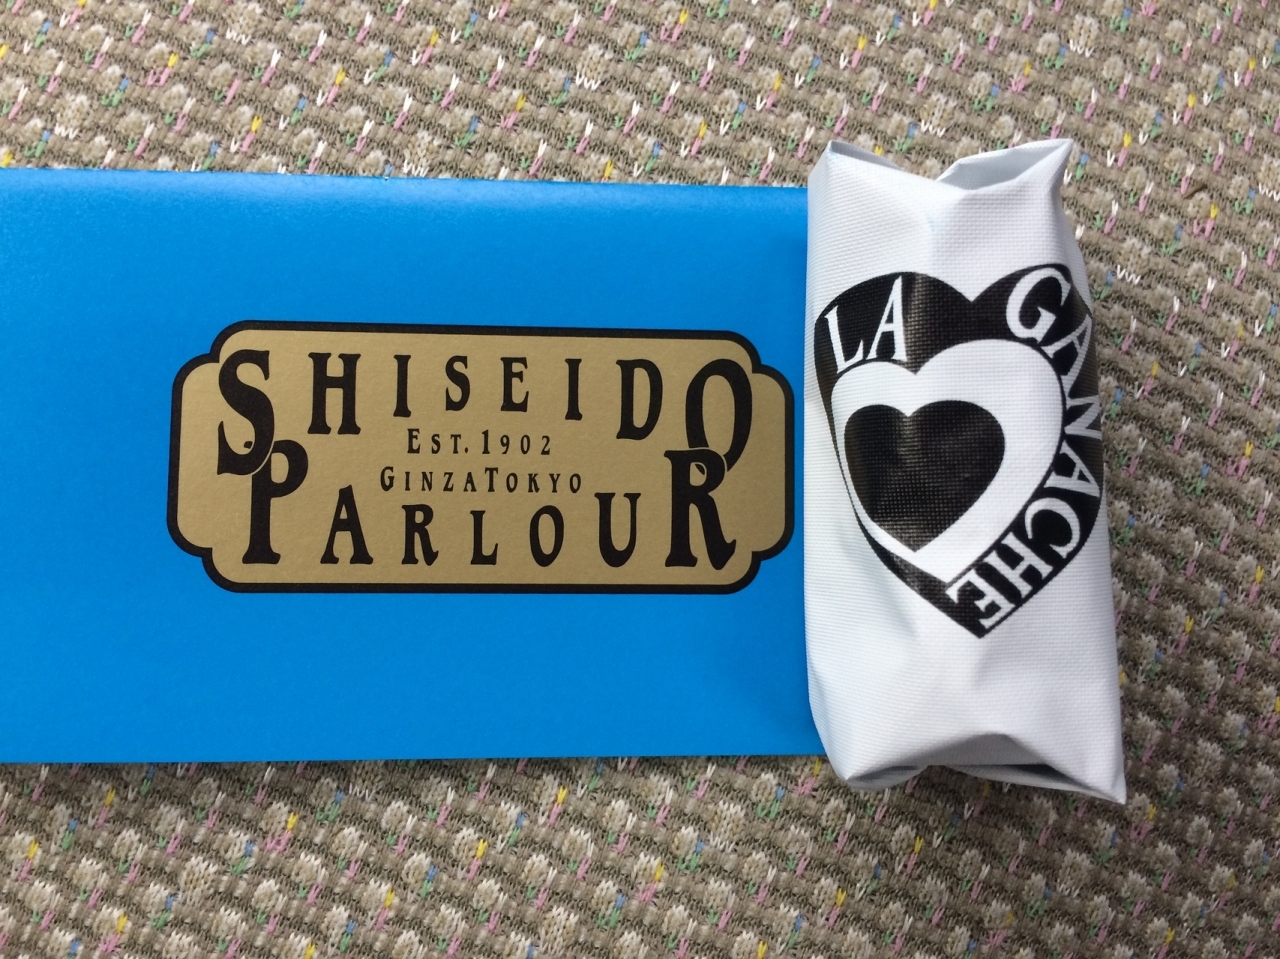 SHISEIDO
EST. 1902
GINZA TOKYO
PARLOUR
LA GANACHE